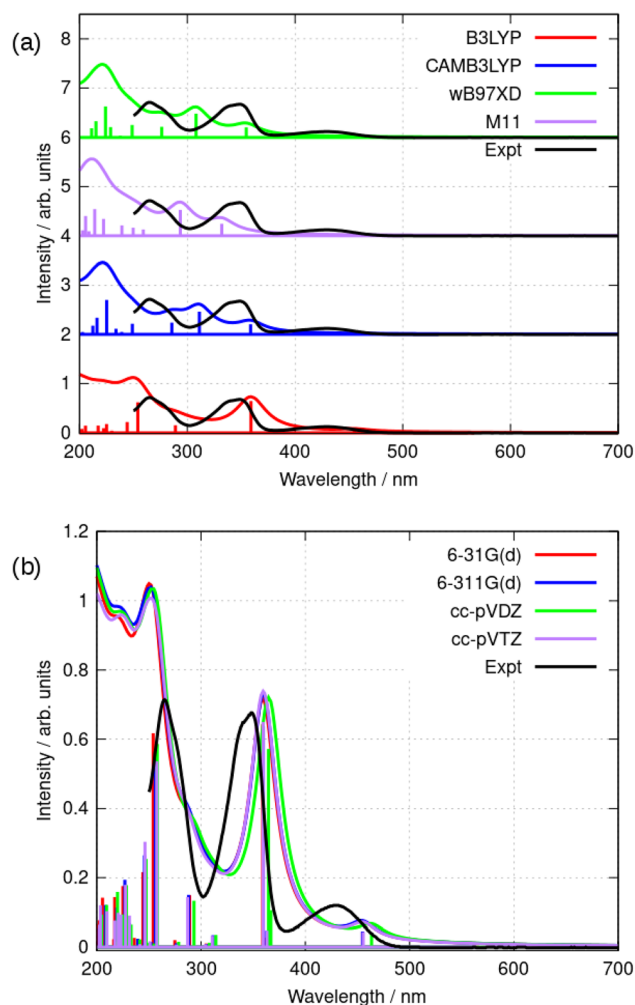 (a)
8
7
6
5
4
3
2
1
0
Intensity / arb. units
B3LYP
CAMB3LYP
wB97XD
M11
Expt
200 300 400 500 600 700
Wavelength / nm
(b)
1.2
1
0.8
0.6
0.4
0.2
0
Intensity / arb. units
6-31G(d)
6-311G(d)
cc-pVDZ
cc-pVTZ
Expt
200 300 400 500 600 700
Wavelength / nm